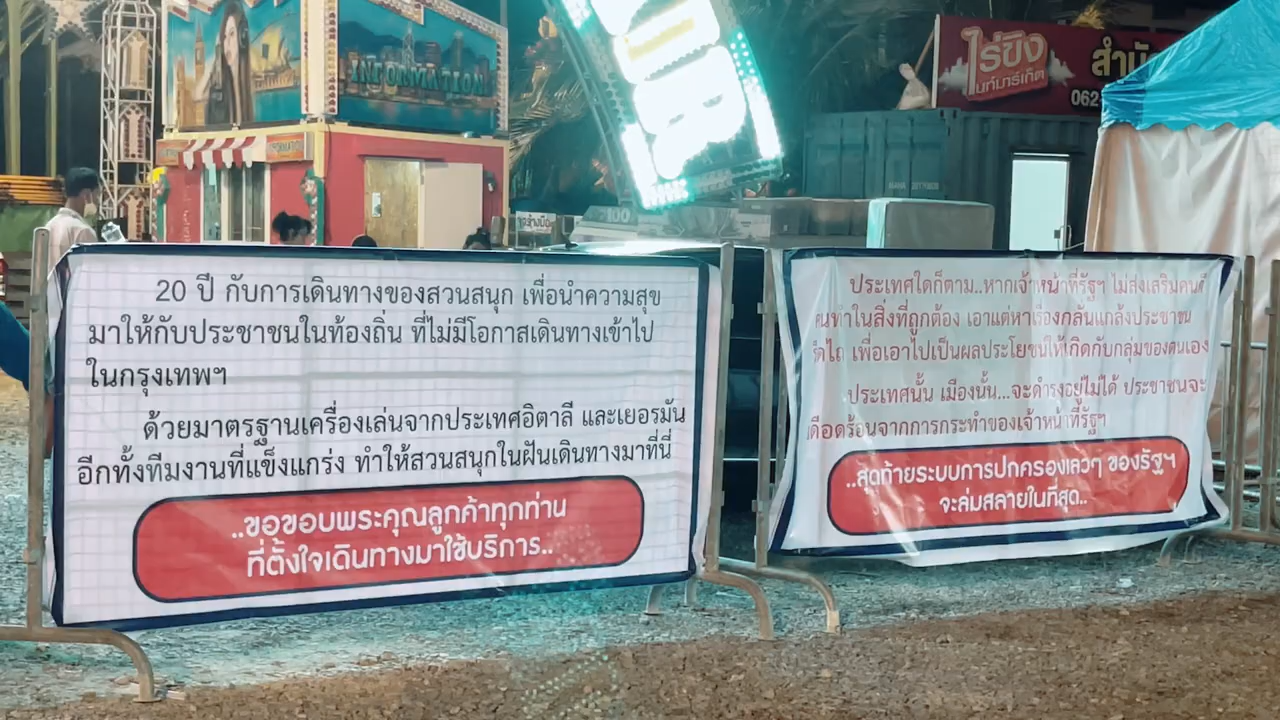 INFORMATION
ไร่ขิง
ไนท์มาร์เก็ต
062
100
20 ปี กับการเดินทางของสวนสนุก เพื่อนำความสุข
มาให้กับประชาชนในท้องถิ่น ที่ไม่มีโอกาสเดินทางเข้าไป
ในกรุงเทพฯ
ด้วยมาตรฐานเครื่องเล่นจากประเทศอิตาลี และเยอรมัน
อีกทั้งทีมงานที่แข็งแกร่ง ทำให้สวนสนุกในฝันเดินทางมาที่นี่
..ขอขอบพระคุณลูกค้าทุกท่าน
ที่ตั้งใจเดินทางมาใช้บริการ..
ประเทศใดก็ตาม..หากเจ้าหน้าที่รัฐฯ ไม่ส่งเสริมคนดี
คนทำในสิ่งที่ถูกต้อง เอาแต่หาเรื่องกลั่นแกล้งประชาชน
รีดไถ เพื่อเอาไปเป็นผลประโยชน์ให้เกิดกับกลุ่มของตนเอง
ประเทศนั้น เมืองนั้น...จะดำรงอยู่ไม่ได้ ประชาชนจะ
เดือดร้อนจากการกระทำของเจ้าหน้าที่รัฐฯ
..สุดท้ายระบบการปกครองเลวๆ ของรัฐฯ
จะล่มสลายในที่สุด..